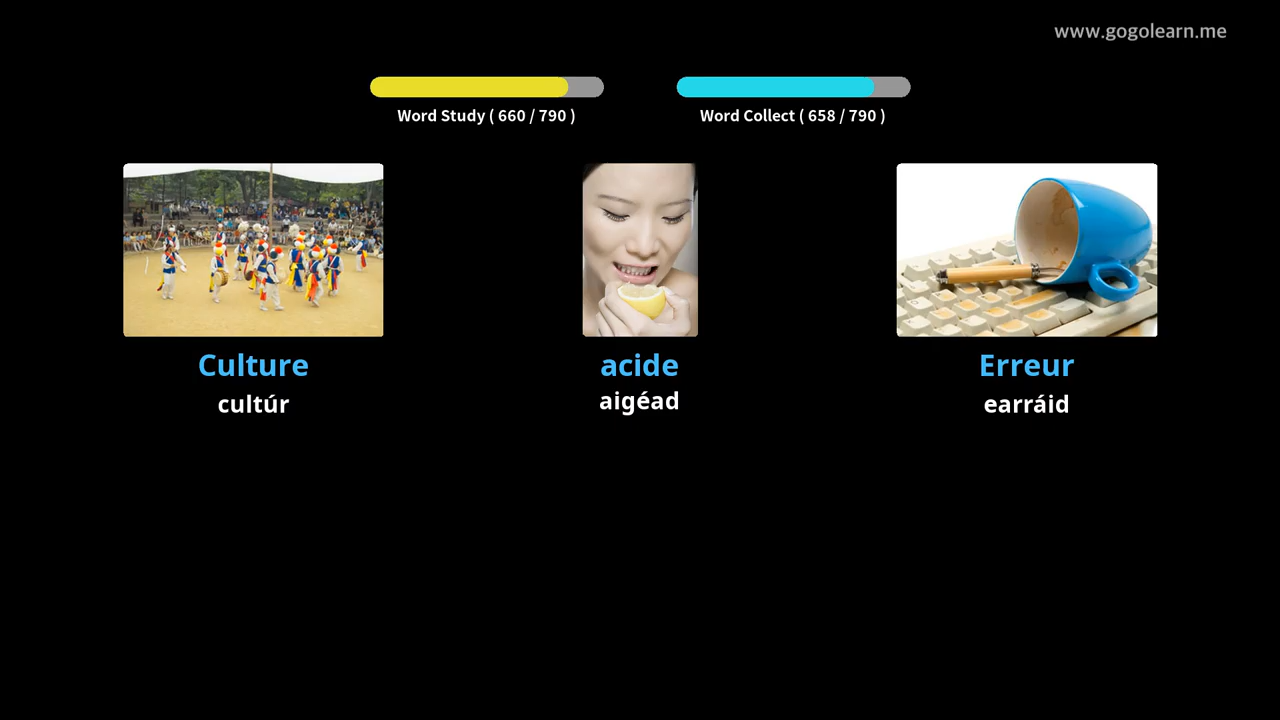 www.gogolearn.me
Word Study ( 660 / 790 )
Word Collect ( 658 / 790 )
Culture
cultúr
acide
aigéad
Erreur
earráid